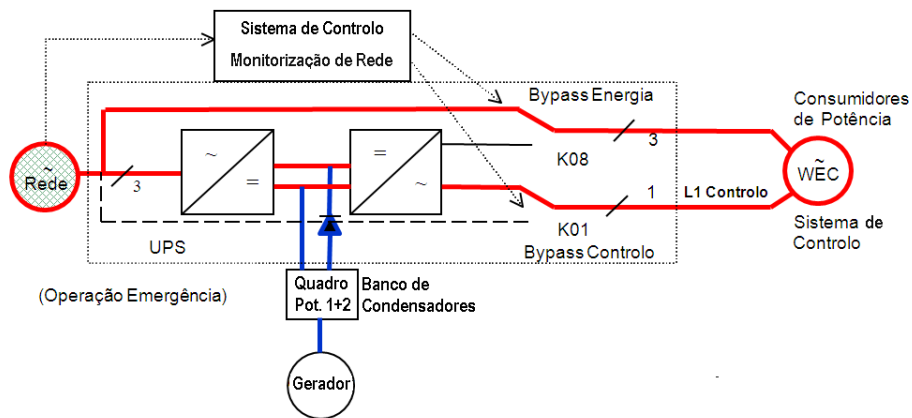 Sistema de Controlo
Monitorização de Rede
Bypass Energia
Consumidores
de Potência
~
Rede
3
~
=
=
~
K08
3
~
WEC
1
L1 Controlo
K01
Bypass Controlo
Sistema de
Controlo
UPS
(Operação Emergência)
Quadro
Pot. 1+2
Banco de
Condensadores
Gerador